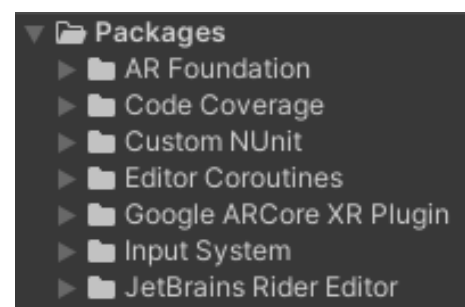 Packages
AR Foundation
Code Coverage
Custom NUnit
Editor Coroutines
Google ARCore XR Plugin
Input System
JetBrains Rider Editor